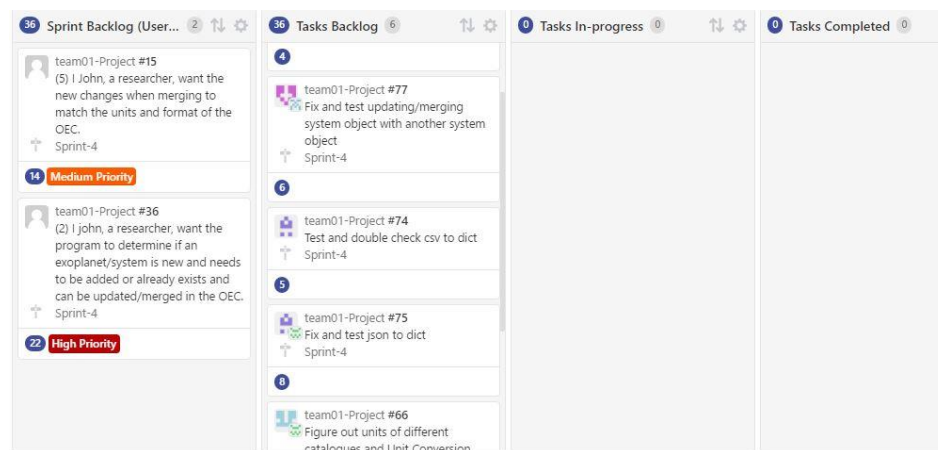 36 Sprint Backlog (User... 2
team01-Project #15
(5) I John, a researcher, want the
new changes when merging to
match the units and format of the
OEC.
Sprint-4
14 Medium Priority
team01-Project #36
(2) I john, a researcher, want the
program to determine if an
exoplanet/system is new and needs
to be added or already exists and
can be updated/merged in the OEC.
Sprint-4
22 High Priority
36 Tasks Backlog 6
4
team01-Project #77
Fix and test updating/merging
system object with another system
object
Sprint-4
6
team01-Project #74
Test and double check csv to dict
Sprint-4
5
team01-Project #75
Fix and test json to dict
Sprint-4
8
team01-Project #66
Figure out units of different
catalogues and Unit Conversion
0 Tasks In-progress 0
0 Tasks Completed 0